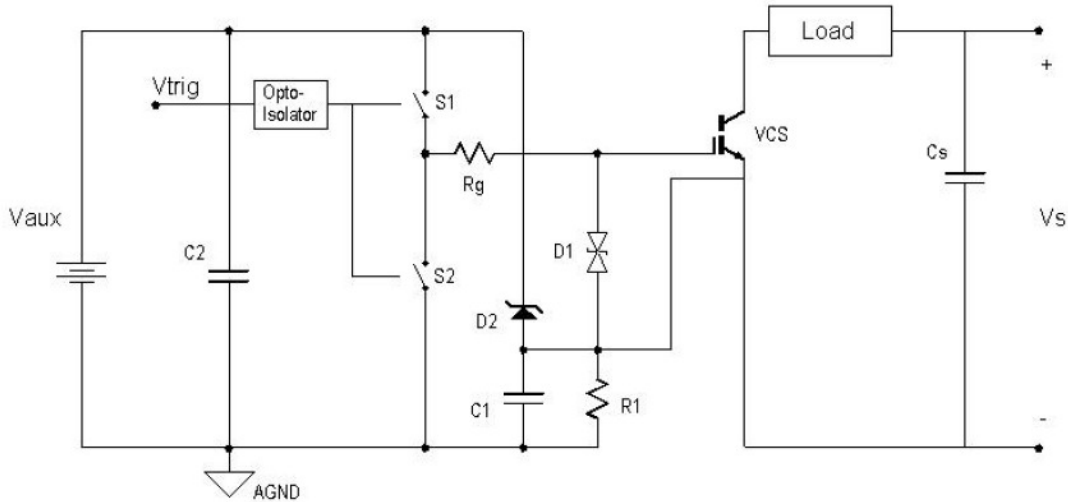 Load
+
Vtrig
Opto-
Isolator
S1
VCS
Rg
Cs
Vaux
Vs
C2
D1
S2
D2
C1
R1
-
AGND